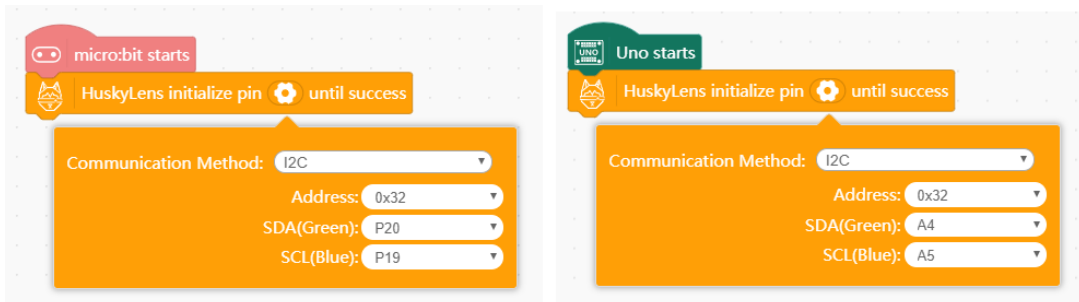 micro:bit starts
HuskyLens initialize pin until success
Communication Method: I2C
Address: 0x32
SDA(Green): P20
SCL(Blue): P19
UNO
Uno starts
HuskyLens initialize pin until success
Communication Method: I2C
Address: 0x32
SDA(Green): A4
SCL(Blue): A5